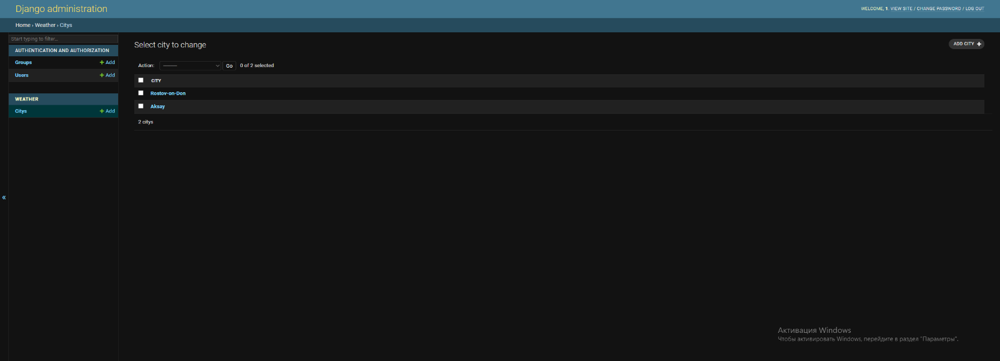 Django administration
WELCOME, 1. VIEW SITE / CHANGE PASSWORD / LOG OUT
Home › Weather › Citys
Start typing to filter...
AUTHENTICATION AND AUTHORIZATION
Groups + Add
Users + Add
WEATHER
Citys + Add
«
Select city to change
ADD CITY +
Action: --------- Go 0 of 2 selected
CITY
Rostov-on-Don
Aksay
2 citys
Активация Windows
Чтобы активировать Windows, перейдите в раздел "Параметры".